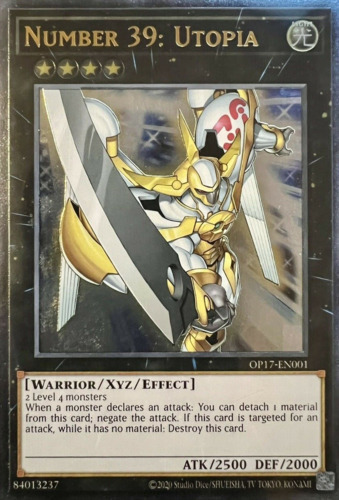 NUMBER 39: UTOPIA
光
OP17-EN001
[WARRIOR/XYZ/EFFECT]
2 Level 4 monsters
When a monster declares an attack: You can detach 1 material
from this card; negate the attack. If this card is targeted for
an attack, while it has no material: Destroy this card.
ATK/2500 DEF/2000
84013237
©2020 Studio Dice/SHUEISHA, TV TOKYO, KONAMI